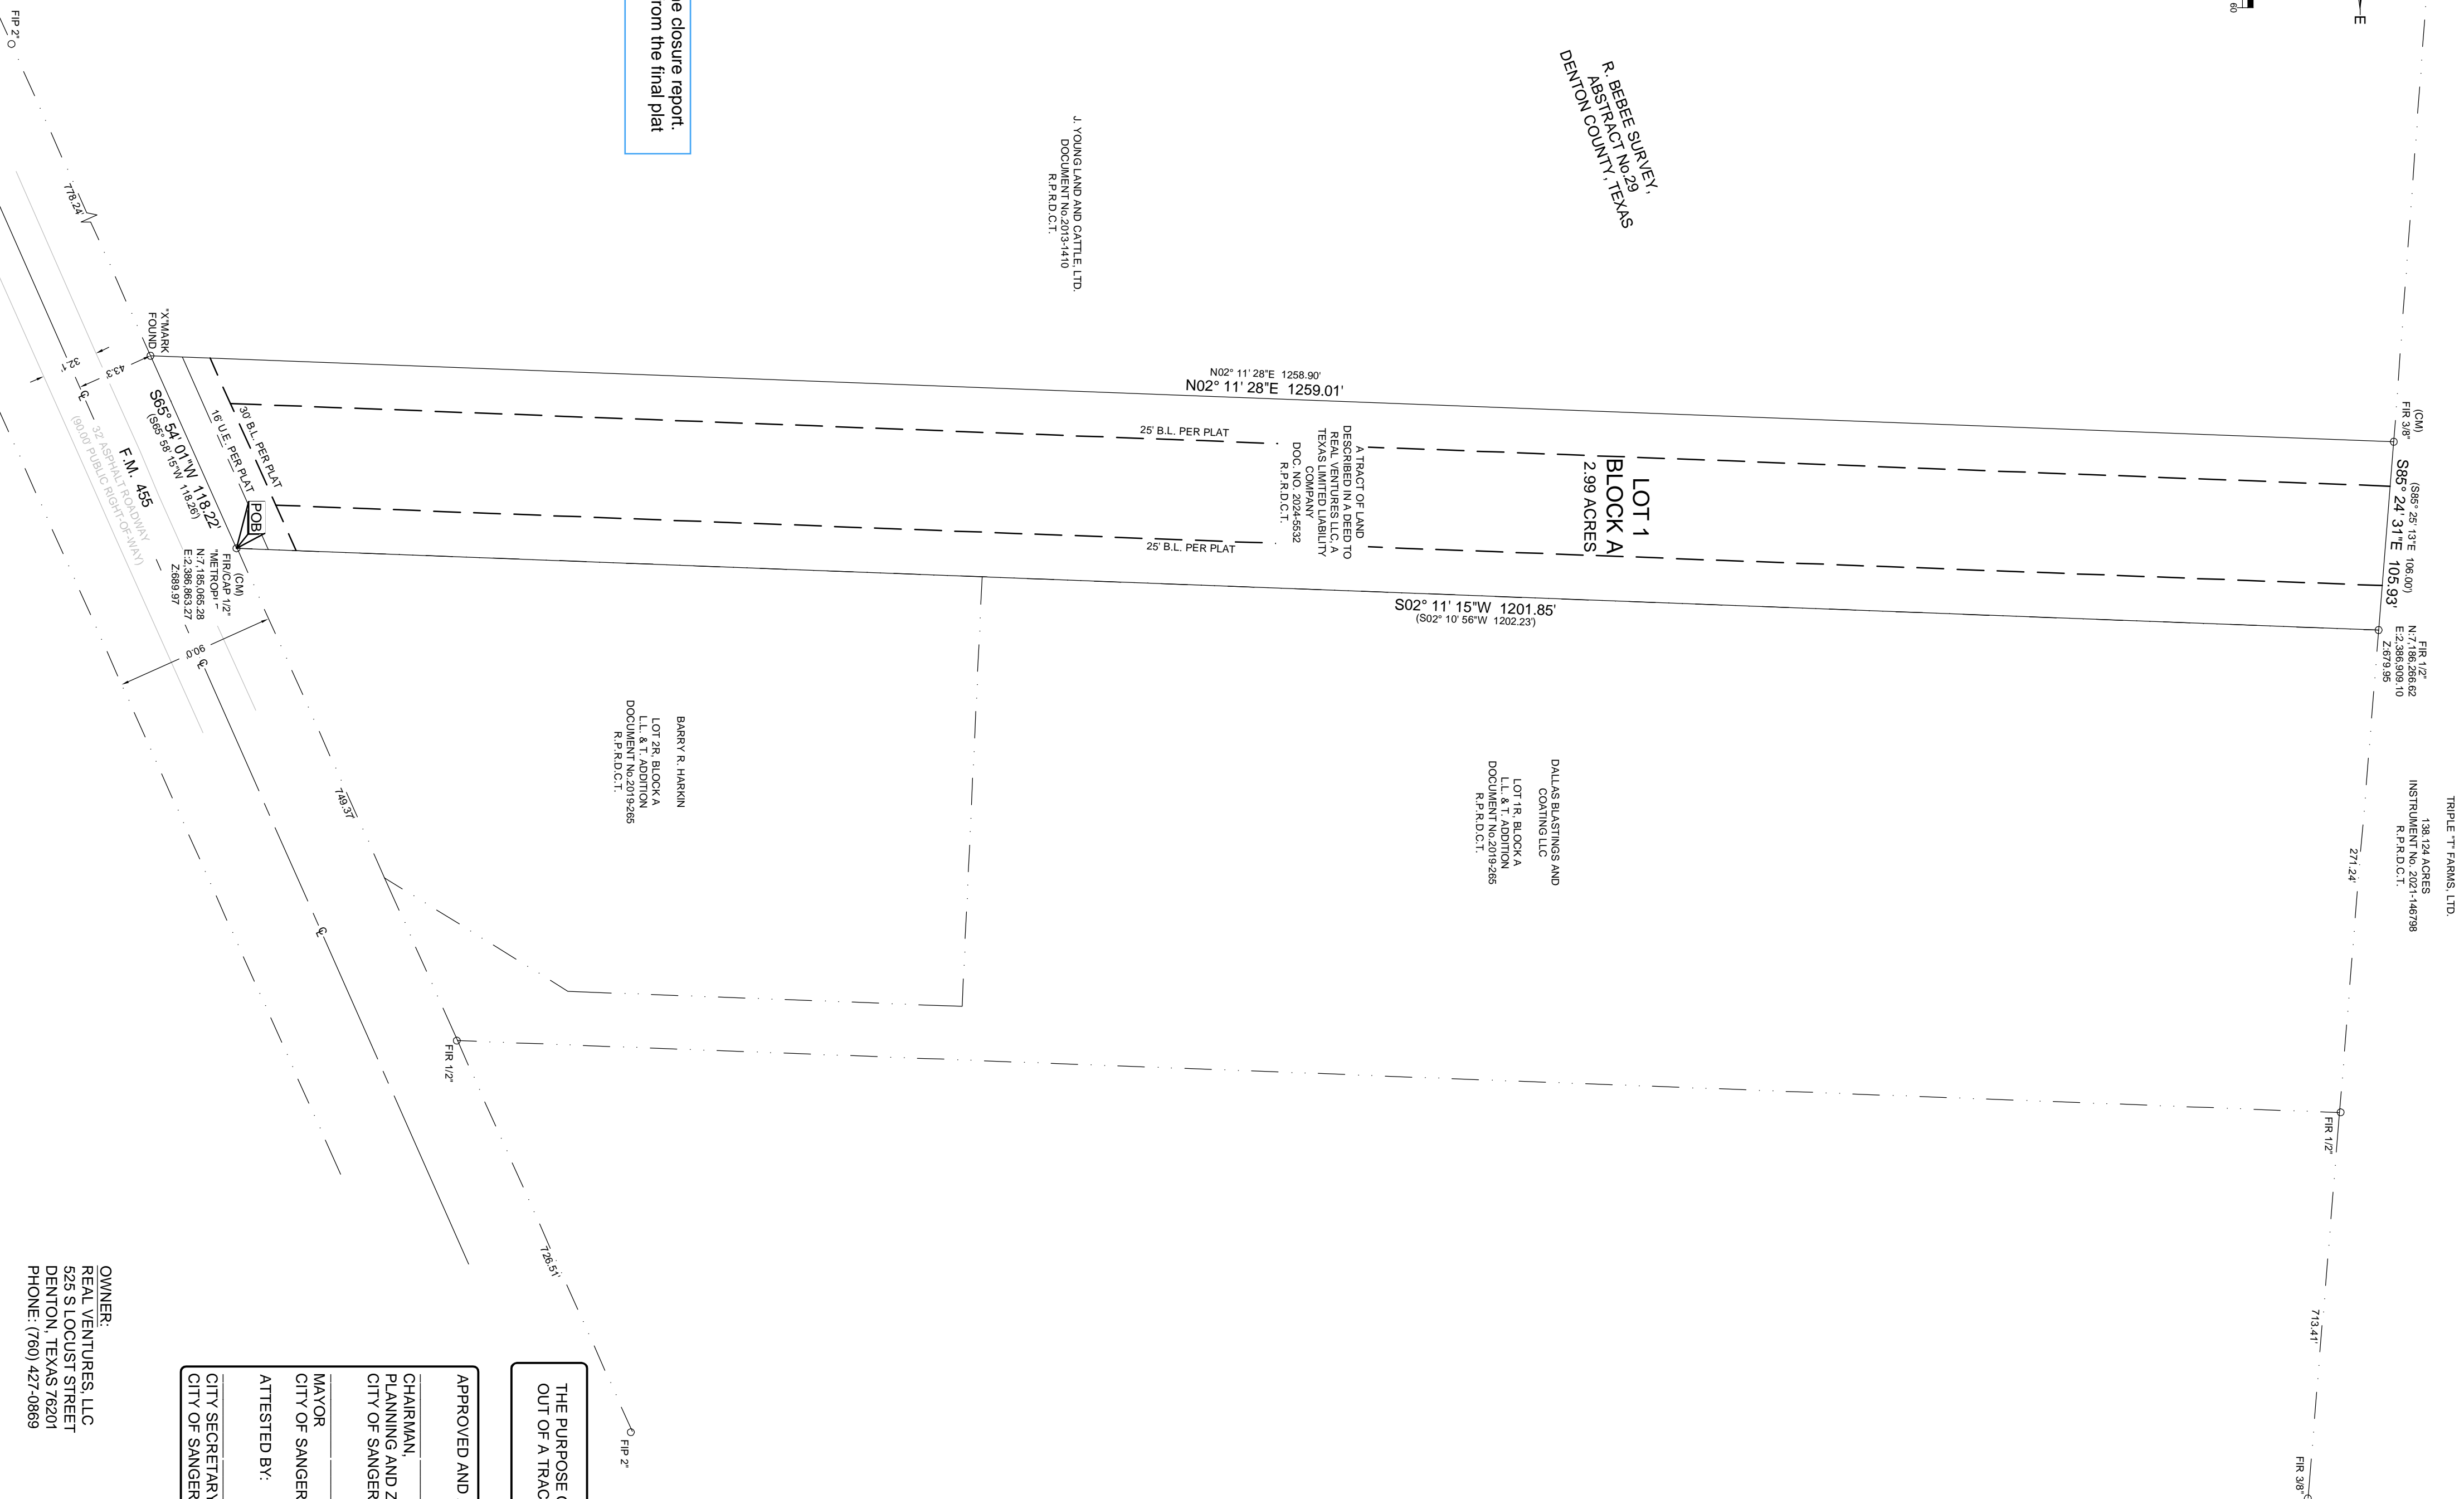 60
E
ne closure report.
rom the final plat
FIP 2"
R. BEBEE SURVEY,
ABSTRACT No.29
DENTON COUNTY, TEXAS
J. YOUNG LAND AND CATTLE, LTD.
DOCUMENT No.2013-1410
R.P.R.D.C.T.
778.24'
"X"MARK
FOUND
32.1'
43.3'
℄
N02° 11' 28"E 1258.90'
N02° 11' 28"E 1259.01'
(CM)
FIR 3/8"
(S85° 25' 13"E 106.00')
S85° 24' 31"E 105.93'
FIR 1/2"
N:7,186,266.62
E:2,386,909.10
Z:679.95
25' B.L. PER PLAT
A TRACT OF LAND
DESCRIBED IN A DEED TO
REAL VENTURES LLC, A
TEXAS LIMITED LIABILITY
COMPANY
DOC. NO. 2024-5532
R.P.R.D.C.T.
LOT 1
BLOCK A
2.99 ACRES
25' B.L. PER PLAT
S02° 11' 15"W 1201.85'
(S02° 10' 56"W 1202.23')
30' B.L. PER PLAT
16' U.E. PER PLAT
S65° 54' 01"W 118.22'
(S65° 58' 15"W 118.26')
POB
F.M. 455
32' ASPHALT ROADWAY
(90.00' PUBLIC RIGHT-OF-WAY)
(CM)
FIR/CAP 1/2"
N:7,185,065.28
E:2,386,863.27
Z:689.97
90.0'
℄
BARRY R. HARKIN
LOT 2R, BLOCK A
L.L. & T. ADDITION
DOCUMENT No.2019-265
R.P.R.D.C.T.
DALLAS BLASTINGS AND
COATING LLC
LOT 1R, BLOCK A
L.L. & T. ADDITION
DOCUMENT No.2019-265
R.P.R.D.C.T.
TRIPLE "T" FARMS, LTD.
138.124 ACRES
INSTRUMENT No. 2021-146798
R.P.R.D.C.T.
749.37'
271.24'
℄
FIR 1/2"
FIR 1/2"
726.51'
713.41'
FIP 2"
FIR 3/8"
OWNER:
REAL VENTURES, LLC
525 S LOCUST STREET
DENTON, TEXAS 76201
PHONE: (760) 427-0869
THE PURPOSE
OUT OF A TRAC
APPROVED AND
CHAIRMAN,
PLANNING AND Z
CITY OF SANGER
MAYOR
CITY OF SANGER
ATTESTED BY:
CITY SECRETARY
CITY OF SANGER